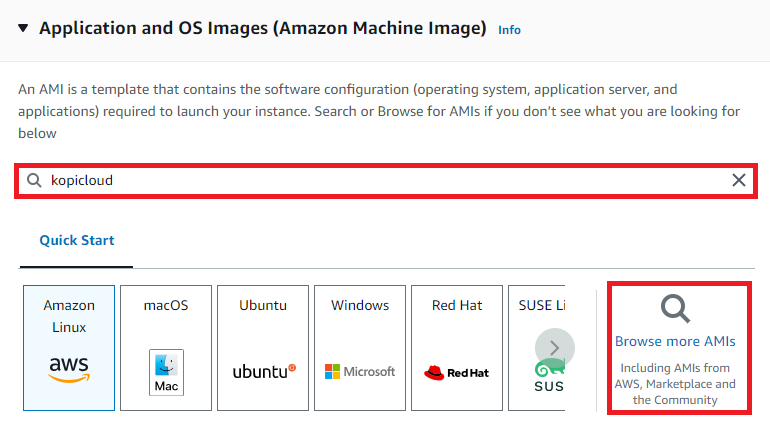 Application and OS Images (Amazon Machine Image) Info
An AMI is a template that contains the software configuration (operating system, application server, and
applications) required to launch your instance. Search or Browse for AMIs if you don't see what you are looking for
below
kopicloud
Quick Start
Amazon
Linux
aws
macOS
Mac
Ubuntu
ubuntu
Windows
Microsoft
Red Hat
Red Hat
SUSE Li
SUS
Browse more AMIs
Including AMIs from
AWS, Marketplace and
the Community